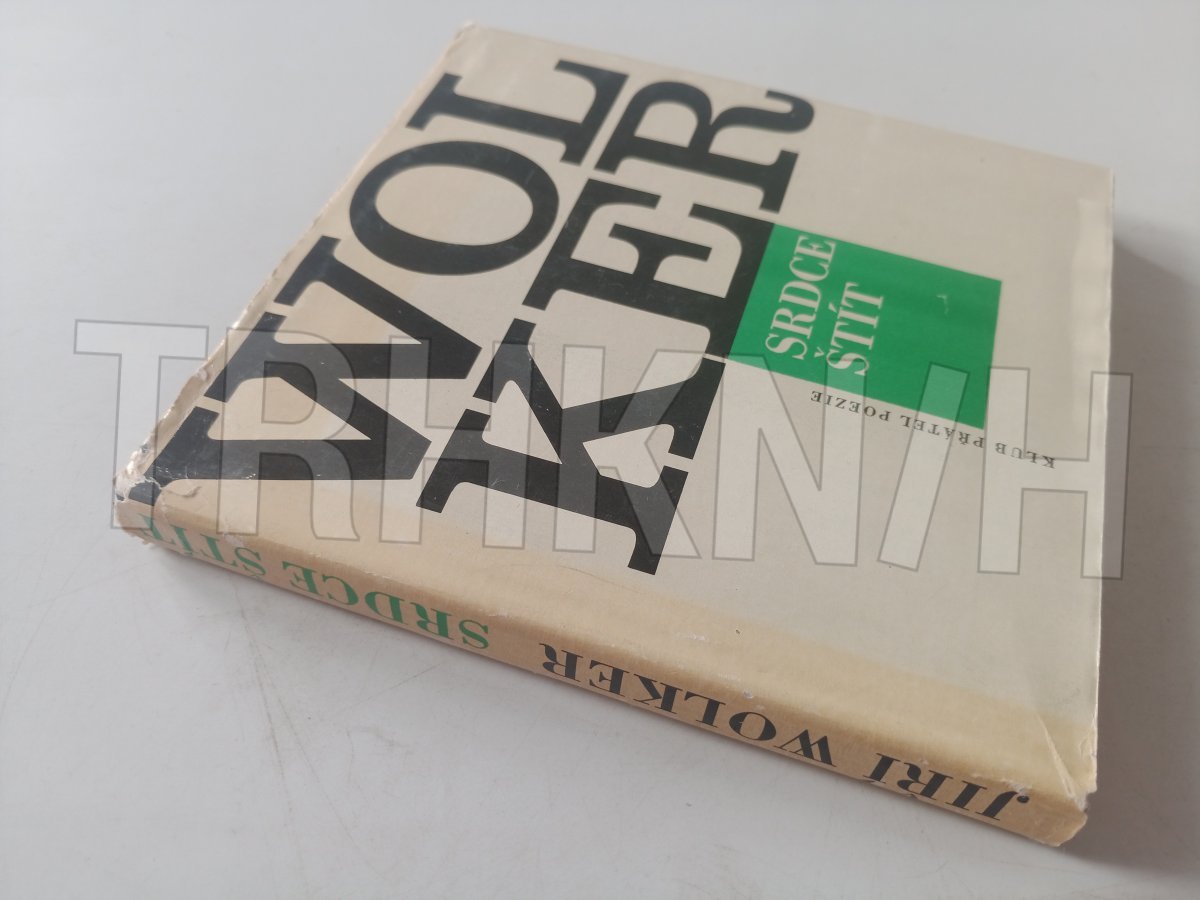 WOL
KER
SRDCE
ŠTÍT
KLUB PŘÁTEL POEZIE
JIŘÍ WOLKER SRDCE ŠTÍT
TRHKNIH